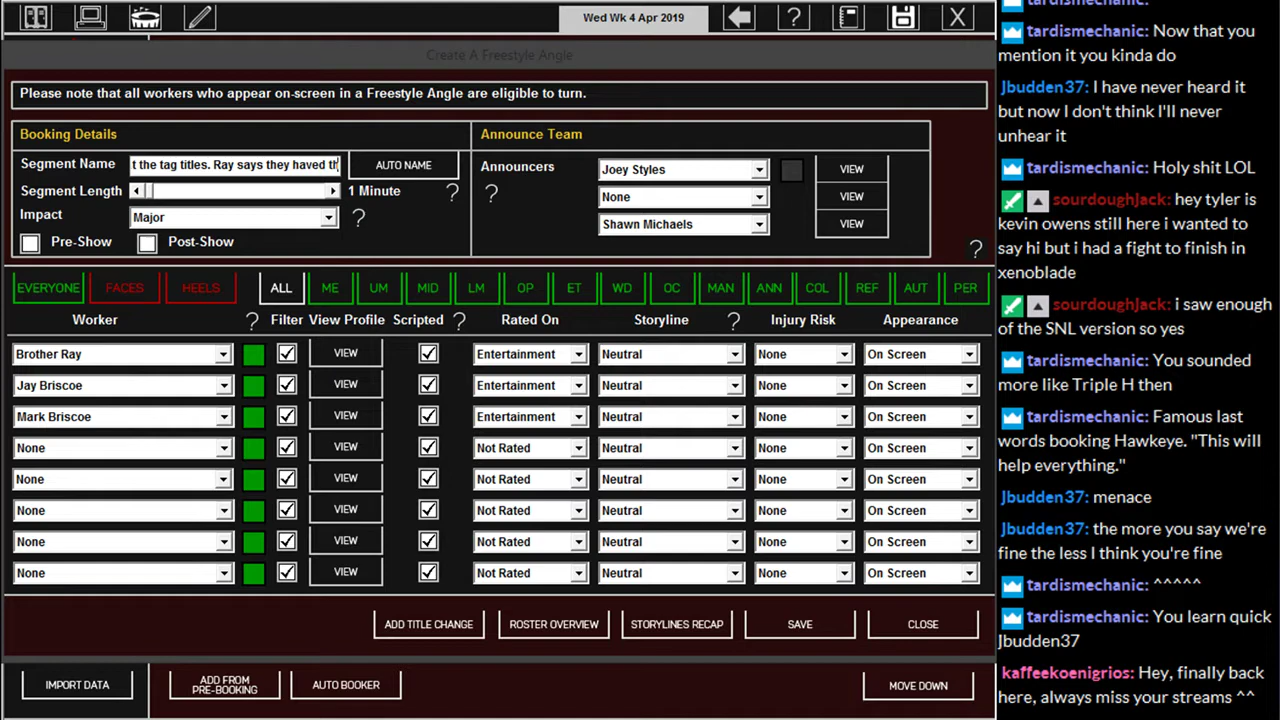 Wed Wk 4 Apr 2019
?
X
Create A Freestyle Angle
Please note that all workers who appear on-screen in a Freestyle Angle are eligible to turn.
Booking Details
Segment Name t the tag titles. Ray says they haved th AUTO NAME
Segment Length 1 Minute ?
Impact Major ?
Pre-Show Post-Show
Announce Team
Announcers Joey Styles VIEW
? None VIEW
Shawn Michaels VIEW
?
EVERYONE FACES HEELS ALL ME UM MID LM OP ET WD OC MAN ANN COL REF AUT PER
Worker ? Filter View Profile Scripted ? Rated On Storyline ? Injury Risk Appearance
Brother Ray VIEW Entertainment Neutral None On Screen
Jay Briscoe VIEW Entertainment Neutral None On Screen
Mark Briscoe VIEW Entertainment Neutral None On Screen
None VIEW Not Rated Neutral None On Screen
None VIEW Not Rated Neutral None On Screen
None VIEW Not Rated Neutral None On Screen
None VIEW Not Rated Neutral None On Screen
None VIEW Not Rated Neutral None On Screen
ADD TITLE CHANGE ROSTER OVERVIEW STORYLINES RECAP SAVE CLOSE
IMPORT DATA ADD FROM PRE-BOOKING AUTO BOOKER MOVE DOWN
tardismechanic: Now that you
mention it you kinda do
Jbudden37: I have never heard it
but now I don't think I'll never
unhear it
tardismechanic: Holy shit LOL
sourdoughJack: hey tyler is
kevin owens still here i wanted to
say hi but i had a fight to finish in
xenoblade
sourdoughJack: i saw enough
of the SNL version so yes
tardismechanic: You sounded
more like Triple H then
tardismechanic: Famous last
words booking Hawkeye. "This will
help everything."
Jbudden37: menace
Jbudden37: the more you say we're
fine the less I think you're fine
tardismechanic: ^^^^^
tardismechanic: You learn quick
Jbudden37
kaffeekoenigrios: Hey, finally back
here, always miss your streams ^^